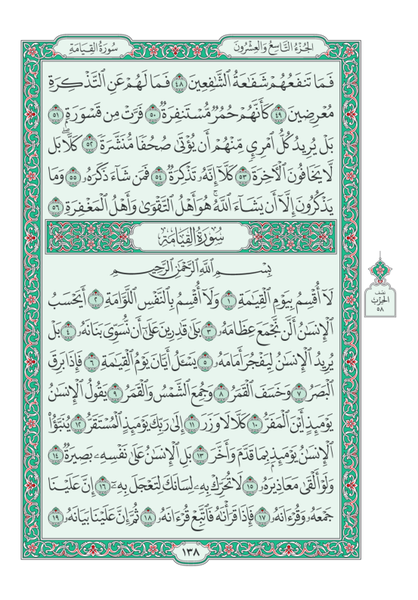 الجُزْءُ التَّاسِعُ وَالعِشْرُونَ
سُورَةُ القِيَامَةِ
فَمَا تَنفَعُهُمْ شَفَٰعَةُ ٱلشَّٰفِعِينَ ٤٨ فَمَا لَهُمْ عَنِ ٱلتَّذْكِرَةِ
مُعْرِضِينَ ٤٩ كَأَنَّهُمْ حُمُرٌ مُّسْتَنفِرَةٌ ٥٠ فَرَّتْ مِن قَسْوَرَةٍ ٥١
بَلْ يُرِيدُ كُلُّ ٱمْرِئٍ مِّنْهُمْ أَن يُؤْتَىٰ صُحُفًا مُّنَشَّرَةً ٥٢ كَلَّا ۖ بَل
لَّا يَخَافُونَ ٱلْأَخِرَةَ ٥٣ كَلَّا إِنَّهُۥ تَذْكِرَةٌ ٥٤ فَمَن شَآءَ ذَكَرَهُۥ ٥٥ وَمَا
يَذْكُرُونَ إِلَّا أَن يَشَآءَ ٱللَّهُ ۚ هُوَ أَهْلُ ٱلتَّقْوَىٰ وَأَهْلُ ٱلْمَغْفِرَةِ ٥٦
سُورَةُ القِيَامَةِ
بِسْمِ ٱللَّهِ ٱلرَّحْمَٰنِ ٱلرَّحِيمِ
لَآ أُقْسِمُ بِيَوْمِ ٱلْقِيَٰمَةِ ١ وَلَآ أُقْسِمُ بِٱلنَّفْسِ ٱللَّوَّامَةِ ٢ أَيَحْسَبُ
ٱلْإِنسَٰنُ أَلَّن نَّجْمَعَ عِظَامَهُۥ ٣ بَلَىٰ قَٰدِرِينَ عَلَىٰٓ أَن نُّسَوِّىَ بَنَانَهُۥ ٤ بَلْ
يُرِيدُ ٱلْإِنسَٰنُ لِيَفْجُرَ أَمَامَهُۥ ٥ يَسْـَٔلُ أَيَّانَ يَوْمُ ٱلْقِيَٰمَةِ ٦ فَإِذَا بَرِقَ
ٱلْبَصَرُ ٧ وَخَسَفَ ٱلْقَمَرُ ٨ وَجُمِعَ ٱلشَّمْسُ وَٱلْقَمَرُ ٩ يَقُولُ ٱلْإِنسَٰنُ
يَوْمَئِذٍ أَيْنَ ٱلْمَفَرُّ ١٠ كَلَّا لَا وَزَرَ ١١ إِلَىٰ رَبِّكَ يَوْمَئِذٍ ٱلْمُسْتَقَرُّ ١٢ يُنَبَّؤُاْ
ٱلْإِنسَٰنُ يَوْمَئِذٍۭ بِمَا قَدَّمَ وَأَخَّرَ ١٣ بَلِ ٱلْإِنسَٰنُ عَلَىٰ نَفْسِهِۦ بَصِيرَةٌ ١٤
وَلَوْ أَلْقَىٰ مَعَاذِيرَهُۥ ١٥ لَا تُحَرِّكْ بِهِۦ لِسَانَكَ لِتَعْجَلَ بِهِۦٓ ١٦ إِنَّ عَلَيْنَا
جَمْعَهُۥ وَقُرْءَانَهُۥ ١٧ فَإِذَا قَرَأْنَٰهُ فَٱتَّبِعْ قُرْءَانَهُۥ ١٨ ثُمَّ إِنَّ عَلَيْنَا بَيَانَهُۥ ١٩
١٣٨
الحِزْب
٥٨